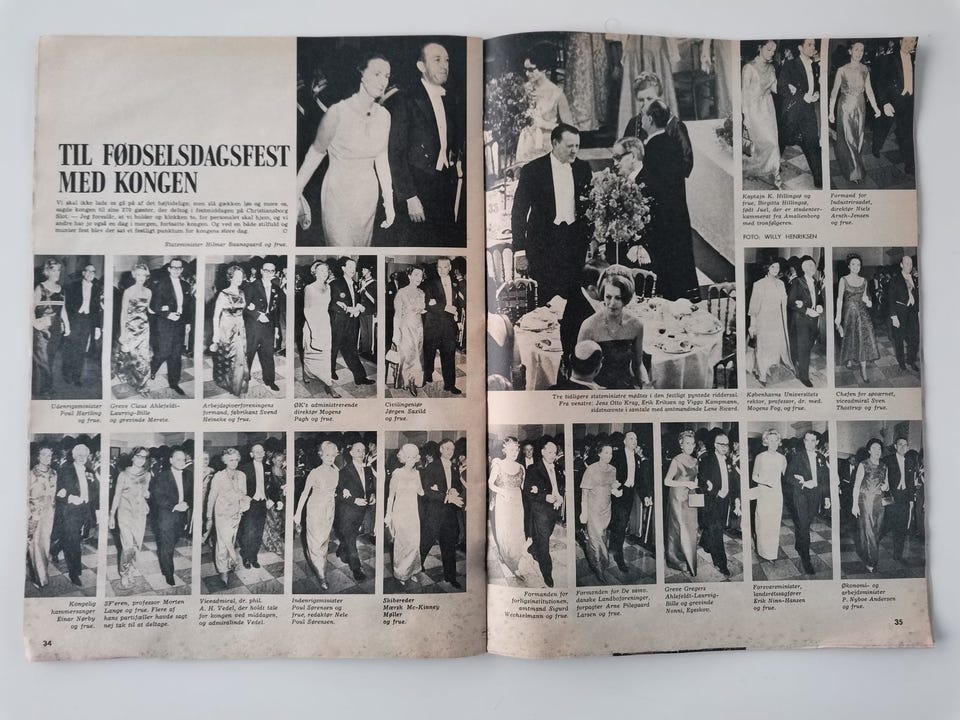 TIL FØDSELSDAGSFEST
MED KONGEN
Vi skal ikke lade os gå på af det højtidelige, men slå gækken løs og more os,
sagde kongen til sine 270 gæster, der deltog i festmiddagen på Christiansborg
Slot. — Jeg foreslår, at vi holder op klokken to, for personalet skal hjem, og vi
andre har jo også en dag i morgen, fortsatte kongen. Og ved en både stilfuld og
munter fest blev der sat et festligt punktum for kongens store dag.
Statsminister Hilmar Baunsgaard og frue.
Udenrigsminister
Poul Hartling
og frue.
Greve Claus Ahlefeldt-
Laurvig-Bille
og grevinde Merete.
Arbejdsgiverforeningens
formand, fabrikant Svend
Heineke og frue.
ØK's administrerende
direktør Mogens
Pagh og frue.
Civilingeniør
Jørgen Saxild
og frue.
Kongelig
kammersanger
Einar Nørby
og frue.
SF'eren, professor Morten
Lange og frue. Flere af
hans partifæller havde sagt
nej tak til at deltage.
Viceadmiral, dr. phil.
A. H. Vedel, der holdt tale
for kongen ved middagen,
og admiralinde Vedel.
Indenrigsminister
Poul Sørensen og
frue, redaktør Nele
Poul Sørensen.
Skibsreder
Mærsk Mc-Kinney
Møller
og frue.
34
Kaptajn K. Hillingsø og
frue, Birgitta Hillingsø,
født Juel, der er studenter-
kammerat fra Amalienborg
med tronfølgeren.
Formand for
Industriraadet,
direktør Niels
Arnth-Jensen
og frue.
FOTO: WILLY HENRIKSEN
Tre tidligere statsministre mødtes i den festligt pyntede riddersal.
Fra venstre: Jens Otto Krag, Erik Eriksen og Viggo Kampmann,
sidstnævnte i samtale med amtmandinde Lene Ricard.
Københavns Universitets
rektor, professor, dr. med.
Mogens Fog, og frue.
Chefen for søværnet,
viceadmiral Sven
Thostrup og frue.
Formanden for
forligsinstitutionen,
amtmand Sigurd
Wechselmann og frue.
Formanden for De samv.
danske Landboforeninger,
forpagter Arne Pilegaard
Larsen og frue.
Greve Gregers
Ahlefeldt-Laurvig-
Bille og grevinde
Nonni, Egeskov.
Forsvarsminister,
landsretssagfører
Erik Ninn-Hansen
og frue.
Økonomi- og
arbejdsminister
P. Nyboe Andersen
og frue.
35